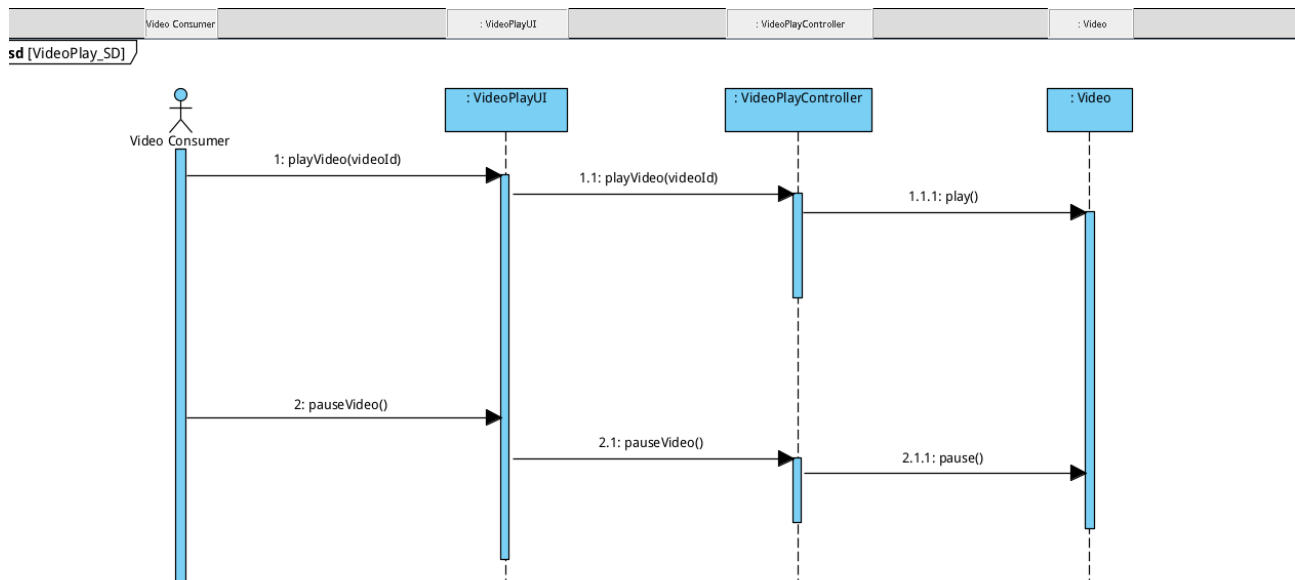 Video Consumer
: VideoPlayUI
: VideoPlayController
: Video
sd [VideoPlay_SD]
: VideoPlayUI
: VideoPlayController
: Video
Video Consumer
1: playVideo(videoId)
1.1: playVideo(videoId)
1.1.1: play()
2: pauseVideo()
2.1: pauseVideo()
2.1.1: pause()